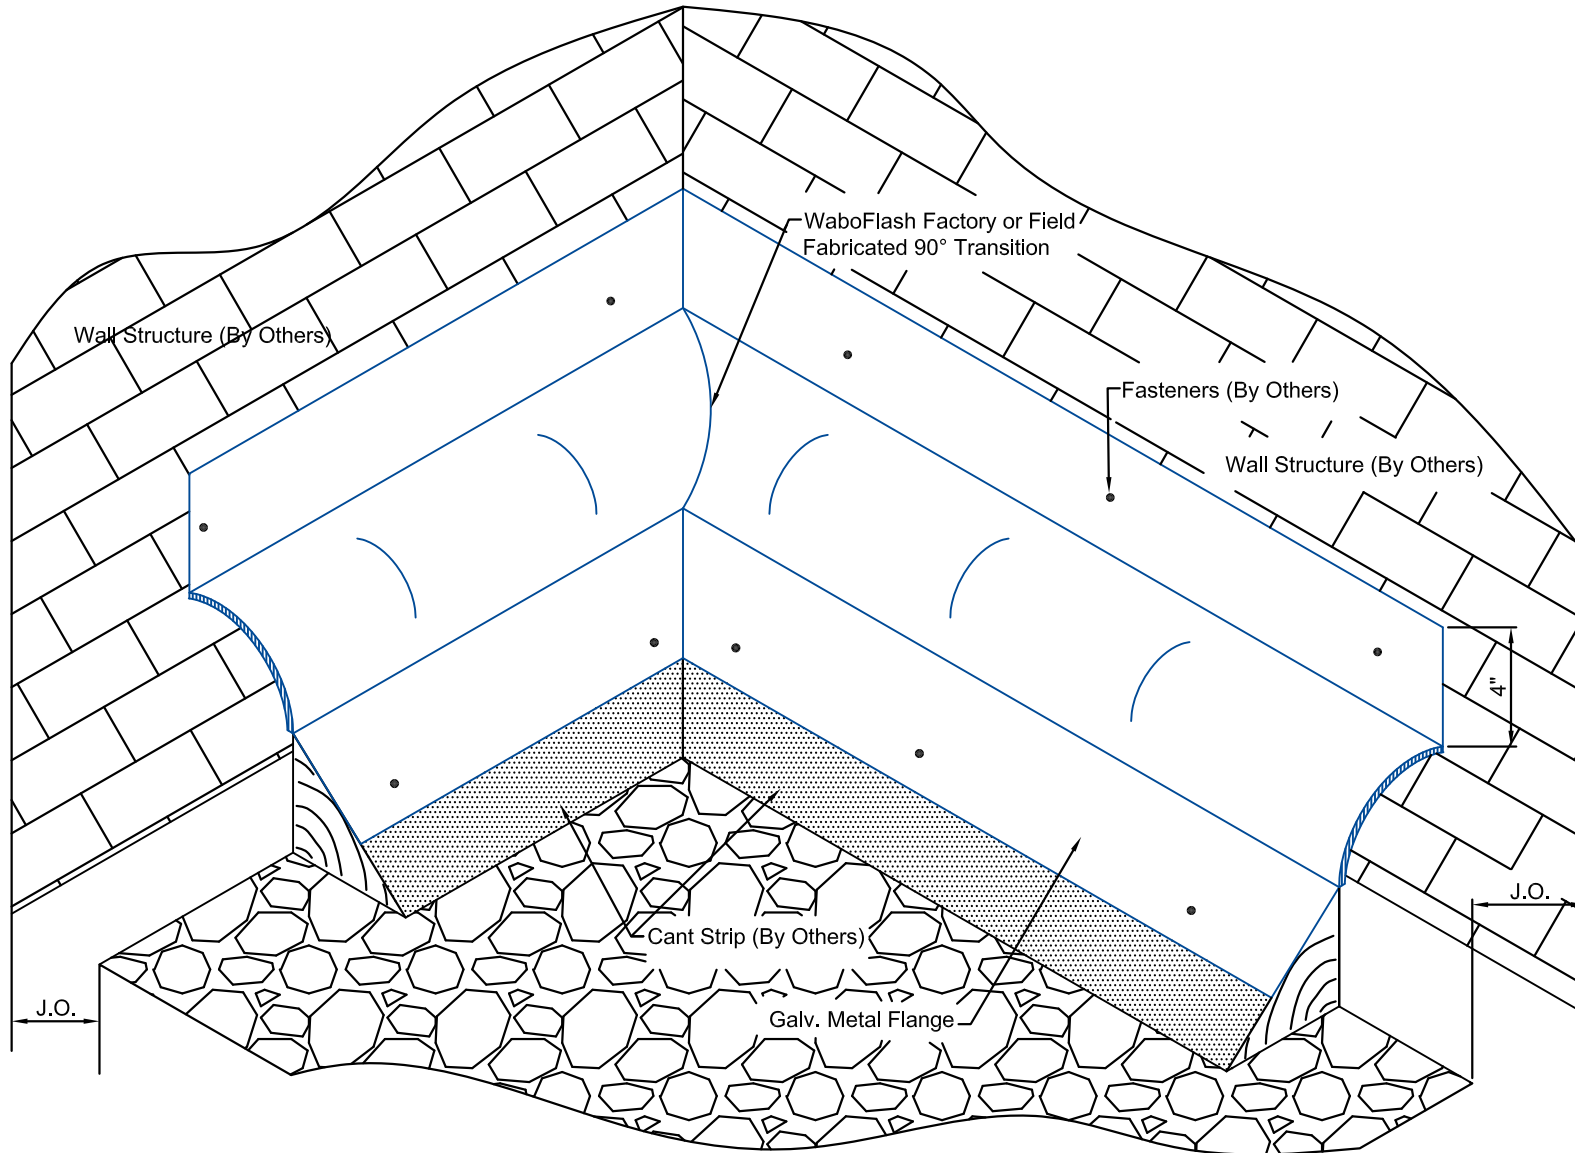 WaboFlash Factory or Field
Fabricated 90° Transition
Wall Structure (By Others)
Fasteners (By Others)
Wall Structure (By Others)
4"
J.O.
Cant Strip (By Others)
J.O.
Galv. Metal Flange